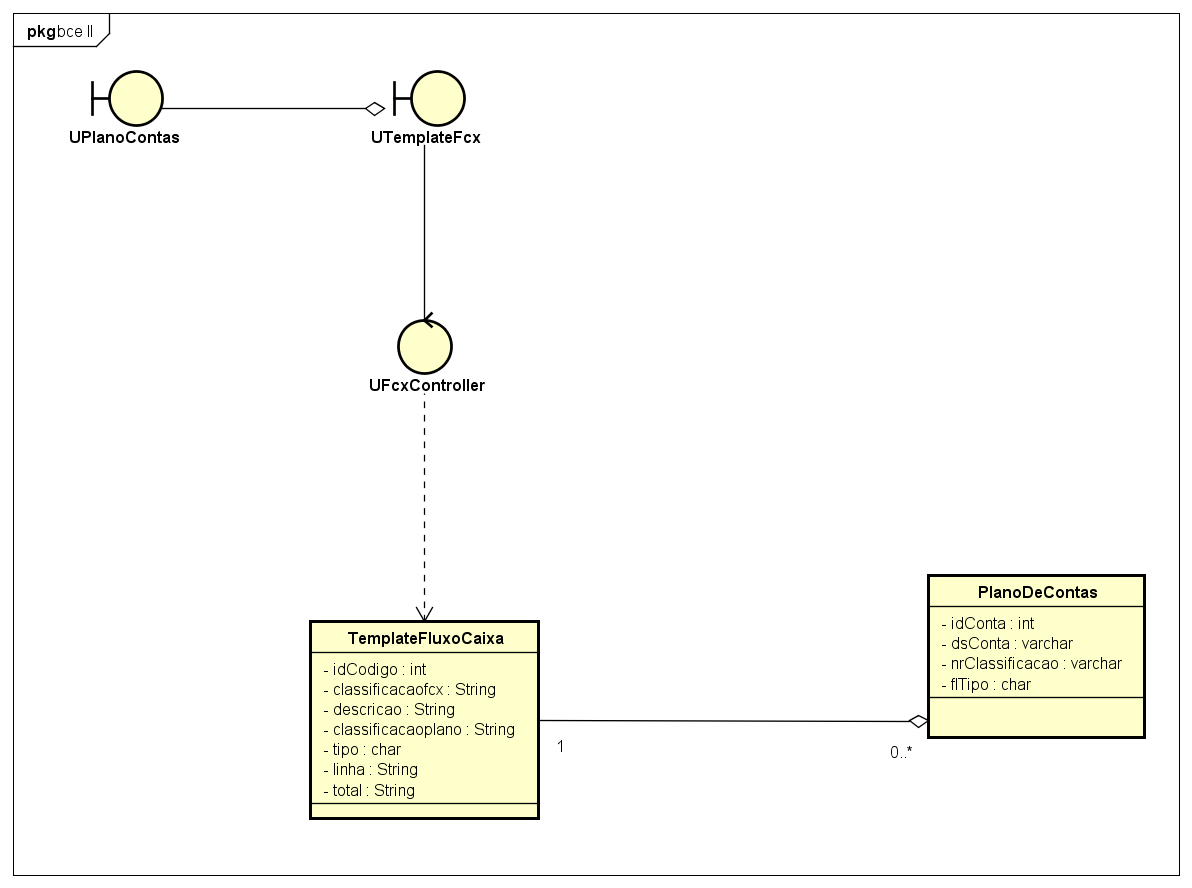 pkg bce II
UPlanoContas
UTemplateFcx
UFcxController
TemplateFluxoCaixa
- idCodigo : int
- classificacaofcx : String
- descricao : String
- classificacaoplano : String
- tipo : char
- linha : String
- total : String
1
0..*
PlanoDeContas
- idConta : int
- dsConta : varchar
- nrClassificacao : varchar
- flTipo : char